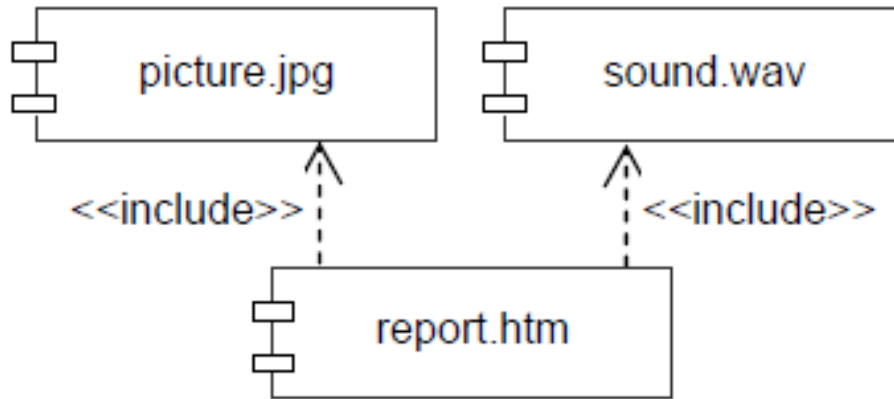 picture.jpg
sound.wav
<<include>>
<<include>>
report.htm